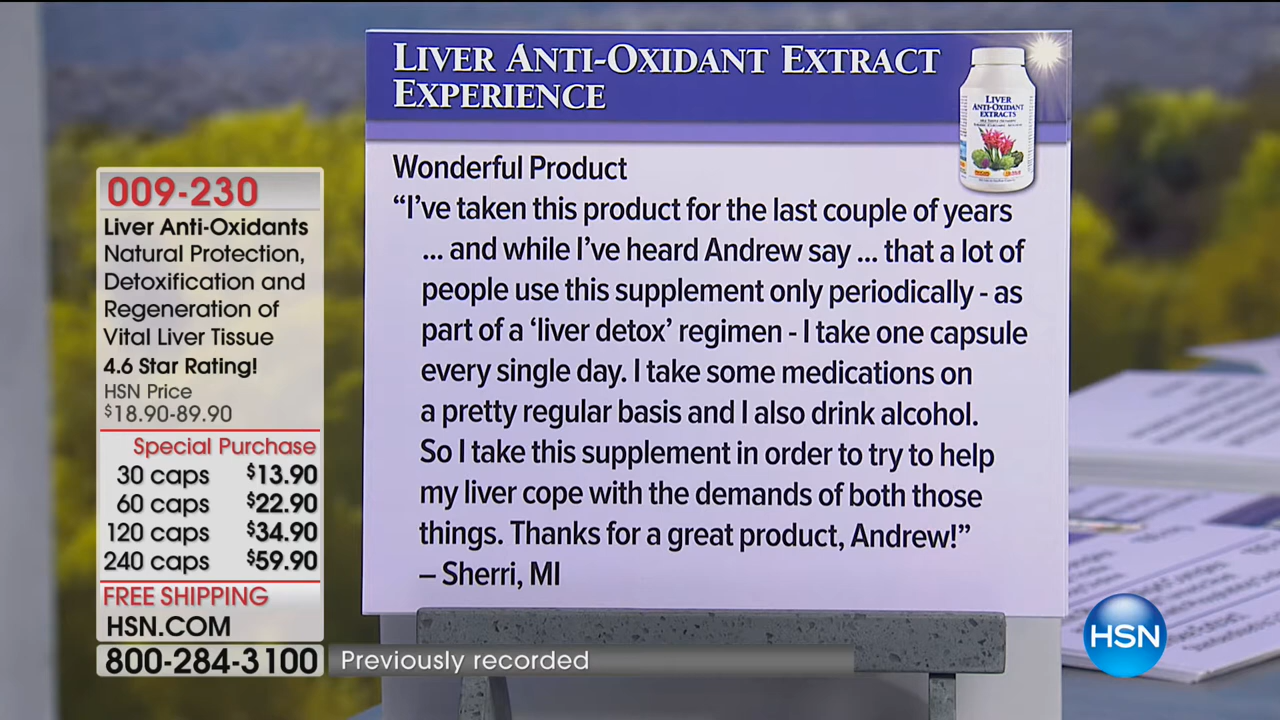 LIVER ANTI-OXIDANT EXTRACT
EXPERIENCE
LIVER
ANTI-OXIDANT
EXTRACTS
Wonderful Product
“I’ve taken this product for the last couple of years
... and while I’ve heard Andrew say ... that a lot of
people use this supplement only periodically - as
part of a ‘liver detox’ regimen - I take one capsule
every single day. I take some medications on
a pretty regular basis and I also drink alcohol.
So I take this supplement in order to try to help
my liver cope with the demands of both those
things. Thanks for a great product, Andrew!”
– Sherri, MI
009-230
Liver Anti-Oxidants
Natural Protection,
Detoxification and
Regeneration of
Vital Liver Tissue
4.6 Star Rating!
HSN Price
$18.90-89.90
Special Purchase
30 caps $13.90
60 caps $22.90
120 caps $34.90
240 caps $59.90
FREE SHIPPING
HSN.COM
800-284-3100
Previously recorded
HSN